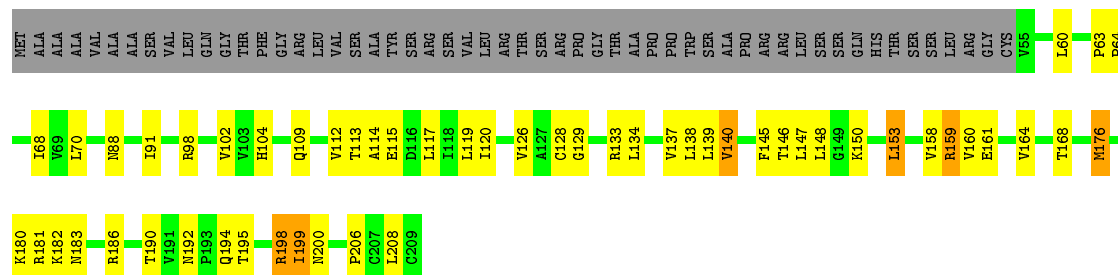 MET ALA ALA ALA VAL ALA ALA SER VAL LEU GLN GLY THR PHE GLY ARG LEU VAL SER ALA TYR SER ARG SER VAL LEU ARG THR SER ARG PRO GLY THR ALA PRO PRO TRP SER ALA PRO ARG ARG LEU SER SER GLN HIS THR SER SER LEU ARG GLY CYS V55 L60 P63 P64
I68 V69 L70 N88 I91 R98 V102 V103 H104 Q109 V112 T113 A114 E115 D116 L117 I118 L119 I120 V126 A127 C128 G129 R133 L134 V137 L138 L139 V140 F145 T146 L147 L148 G149 K150 L153 V158 R159 V160 E161 V164 T168 M176
K180 R181 K182 N183 R186 T190 V191 N192 P193 Q194 T195 R198 I199 N200 P206 C207 L208 C209